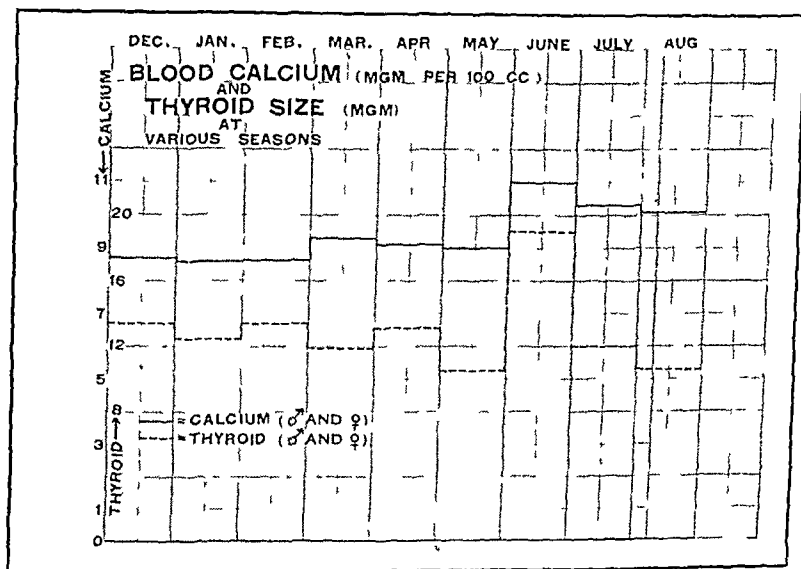 DEC. JAN. FEB. MAR. APR MAY JUNE JULY AUG
BLOOD CALCIUM (MGM PER 100 CC)
AND
THYROID SIZE (MGM)
AT
VARIOUS SEASONS
←CALCIUM
11
20
9
16
7
12
5
8
= CALCIUM (♂ AND ♀)
= THYROID (♂ AND ♀)
3
THYROID→
1
0